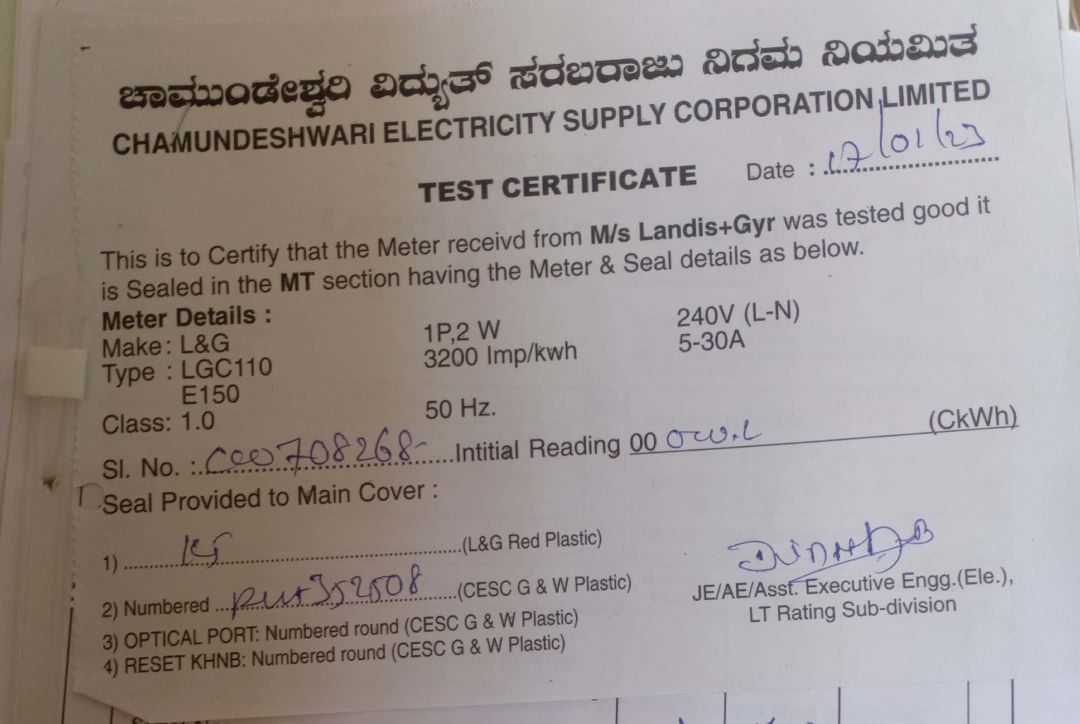 ಚಾಮುಂಡೇಶ್ವರಿ ವಿದ್ಯುತ್ ಸರಬರಾಜು ನಿಗಮ ನಿಯಮಿತ
CHAMUNDESHWARI ELECTRICITY SUPPLY CORPORATION LIMITED
TEST CERTIFICATE Date : 17/01/23
This is to Certify that the Meter receivd from M/s Landis+Gyr was tested good it
is Sealed in the MT section having the Meter & Seal details as below.
Meter Details :
Make : L&G 1P,2 W 240V (L-N)
Type : LGC110 3200 Imp/kwh 5-30A
E150
Class: 1.0 50 Hz.
Sl. No. : 708268 Intitial Reading 00 (CkWh)
Seal Provided to Main Cover :
1) (L&G Red Plastic)
2) Numbered 352508 (CESC G & W Plastic)
3) OPTICAL PORT: Numbered round (CESC G & W Plastic)
4) RESET KHNB: Numbered round (CESC G & W Plastic)
JE/AE/Asst. Executive Engg.(Ele.),
LT Rating Sub-division